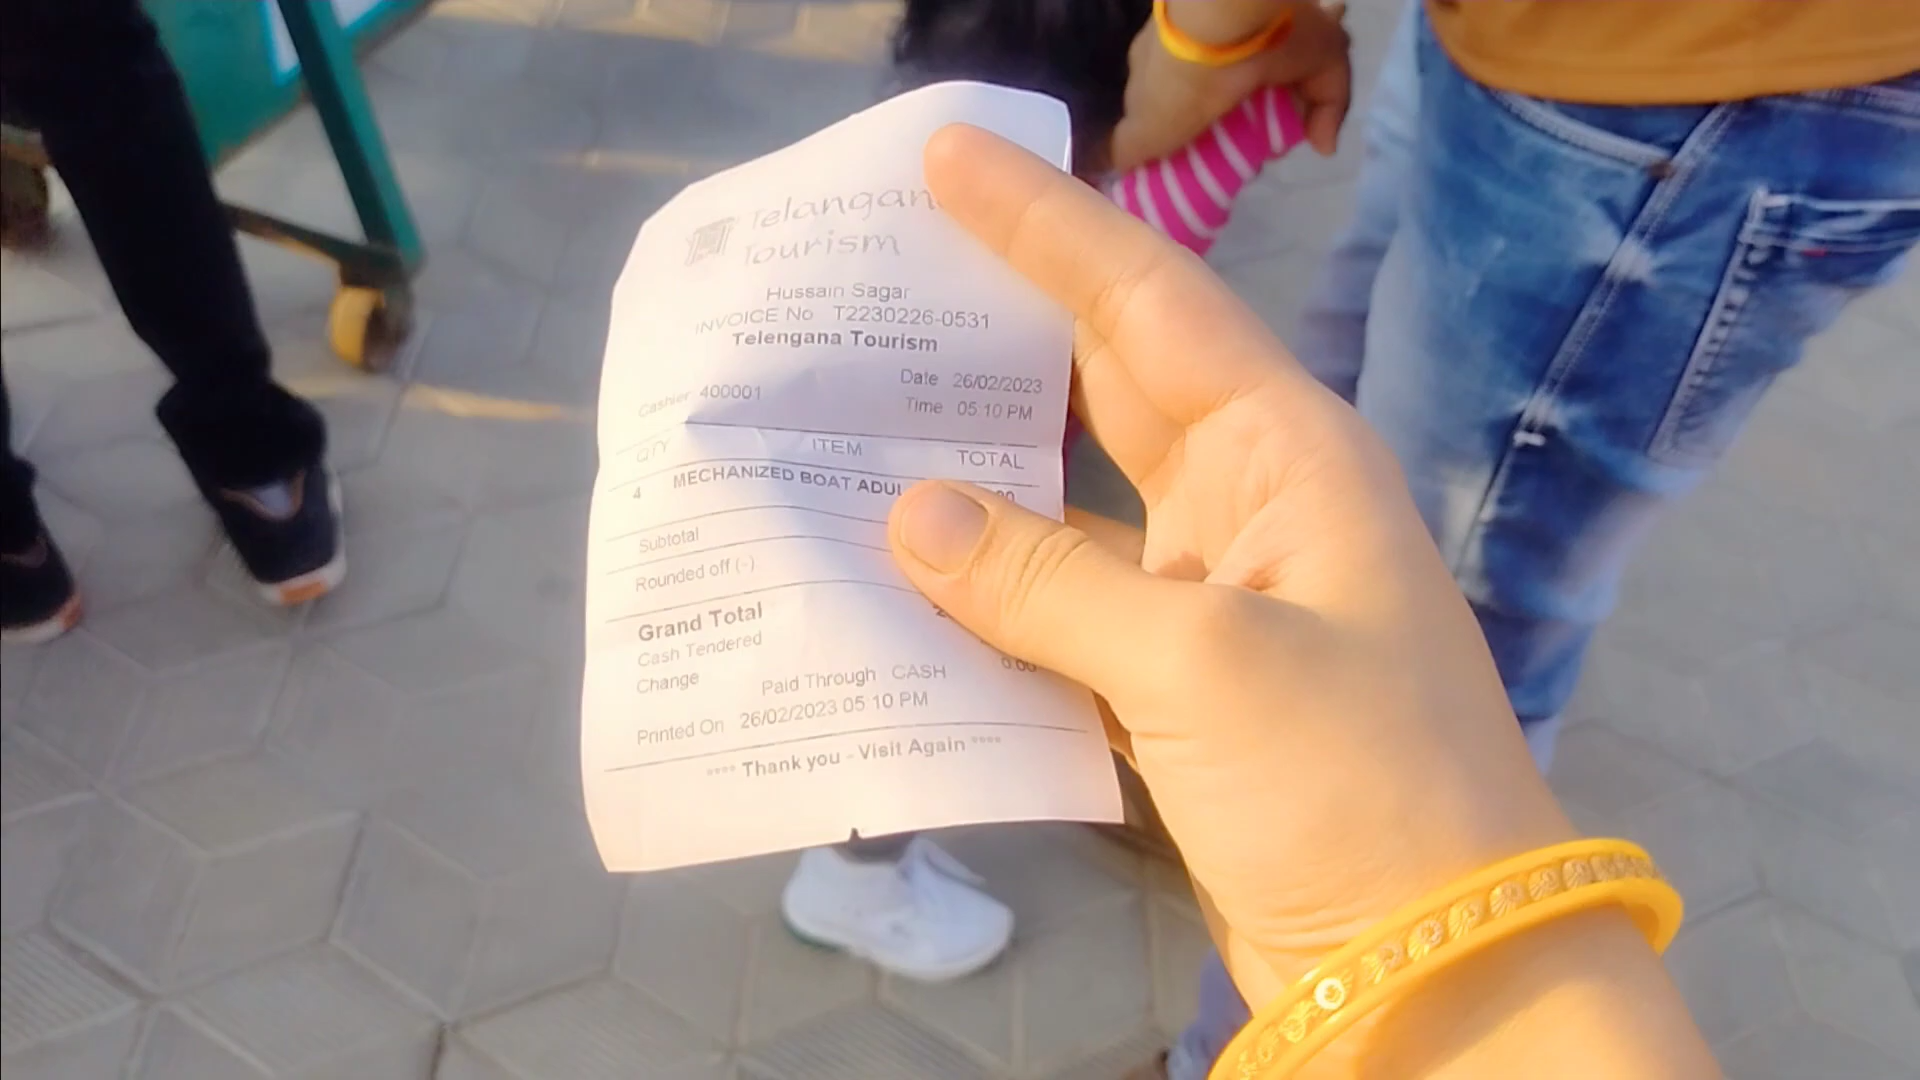 Telangan
Tourism
Hussain Sagar
INVOICE No T2230226-0531
Telengana Tourism
Date 26/02/2023
Cashier 400001
Time 05:10 PM
QTY ITEM TOTAL
4 MECHANIZED BOAT ADUL
Subtotal
Rounded off (-)
Grand Total
Cash Tendered
Change 0.00
Paid Through CASH
Printed On 26/02/2023 05:10 PM
**** Thank you - Visit Again ****